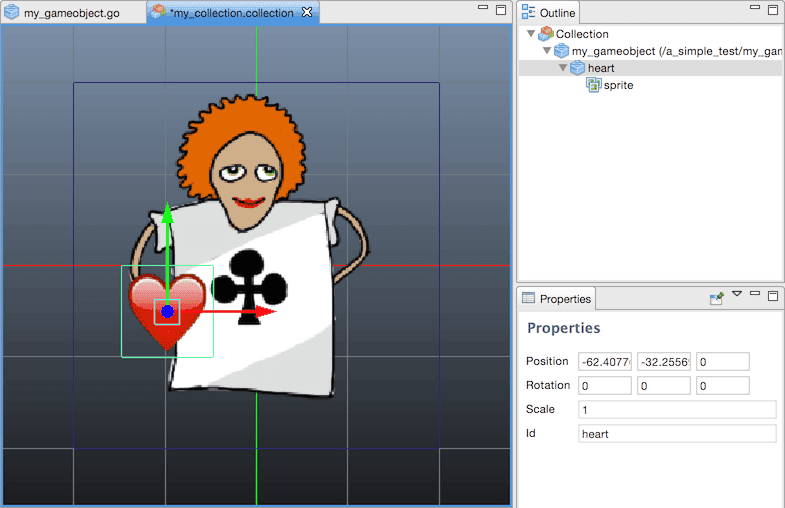 my_gameobject.go
*my_collection.collection
Outline
Collection
my_gameobject (/a_simple_test/my_gam
heart
sprite
Properties
Properties
Position -62.4077 -32.2556 0
Rotation 0 0 0
Scale 1
Id heart